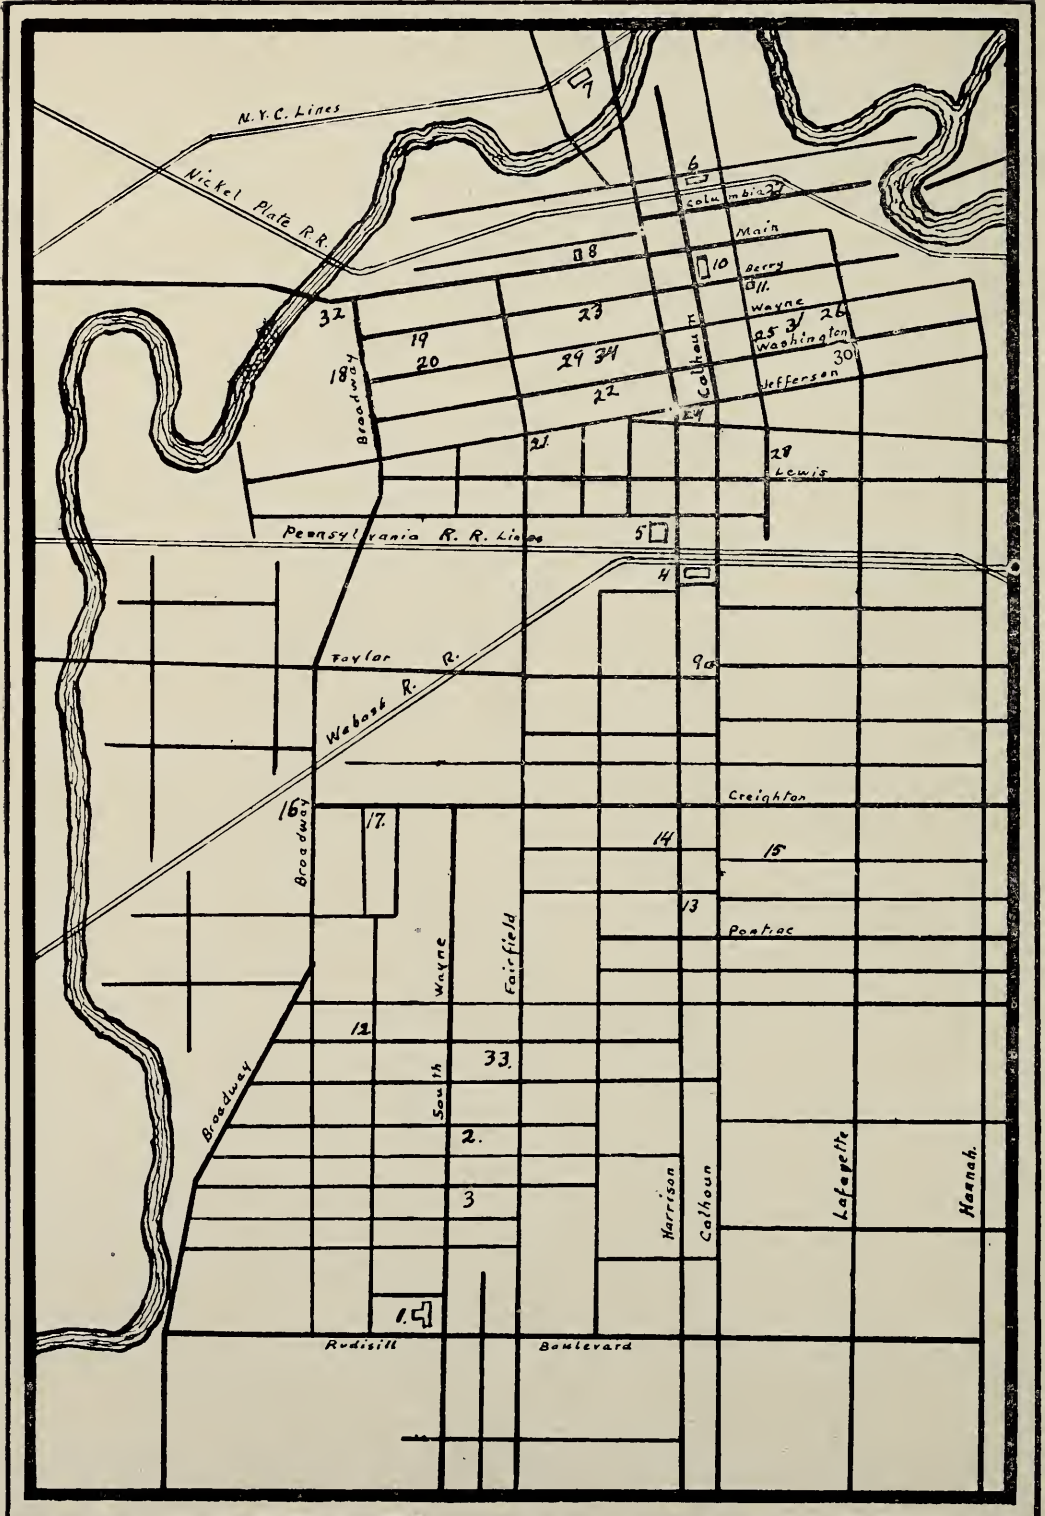 7
N.Y.C. Lines
6
Nickel Plate R.R.
Columbia
Main
8
10
Berry
11.
32
23
Wayne
26
19
25 31
Washington
18
20
29 34
30
Broadway
Calhoun
Jefferson
22
21.
28
Lewis
5
Pennsylvania R. R. Lines
4
Taylor
9
Wabash R. R.
Creighton
16
17.
Broadway
14
15
13
Pontiac
Fairfield
South Wayne
12
33.
Broadway
2.
Harrison
Calhoun
Lafayette
Hannah.
3
1.
Rudisill Boulevard